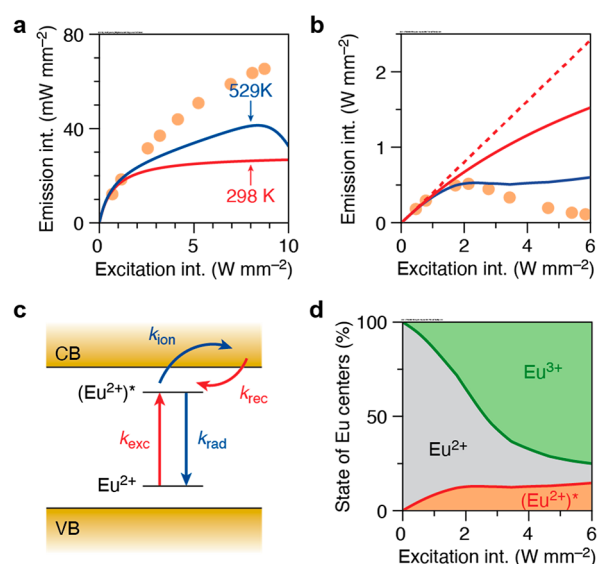 a
80
60
40
20
0
Emission int. (mW mm⁻²)
529K
298 K
0
5
10
Excitation int. (W mm⁻²)
b
2
1
0
Emission int. (W mm⁻²)
0
2
4
6
Excitation int. (W mm⁻²)
c
CB
k_ion
(Eu²⁺)*
k_rec
k_exc
k_rad
Eu²⁺
VB
d
100
50
0
State of Eu centers (%)
Eu³⁺
Eu²⁺
(Eu²⁺)*
0
2
4
6
Excitation int. (W mm⁻²)